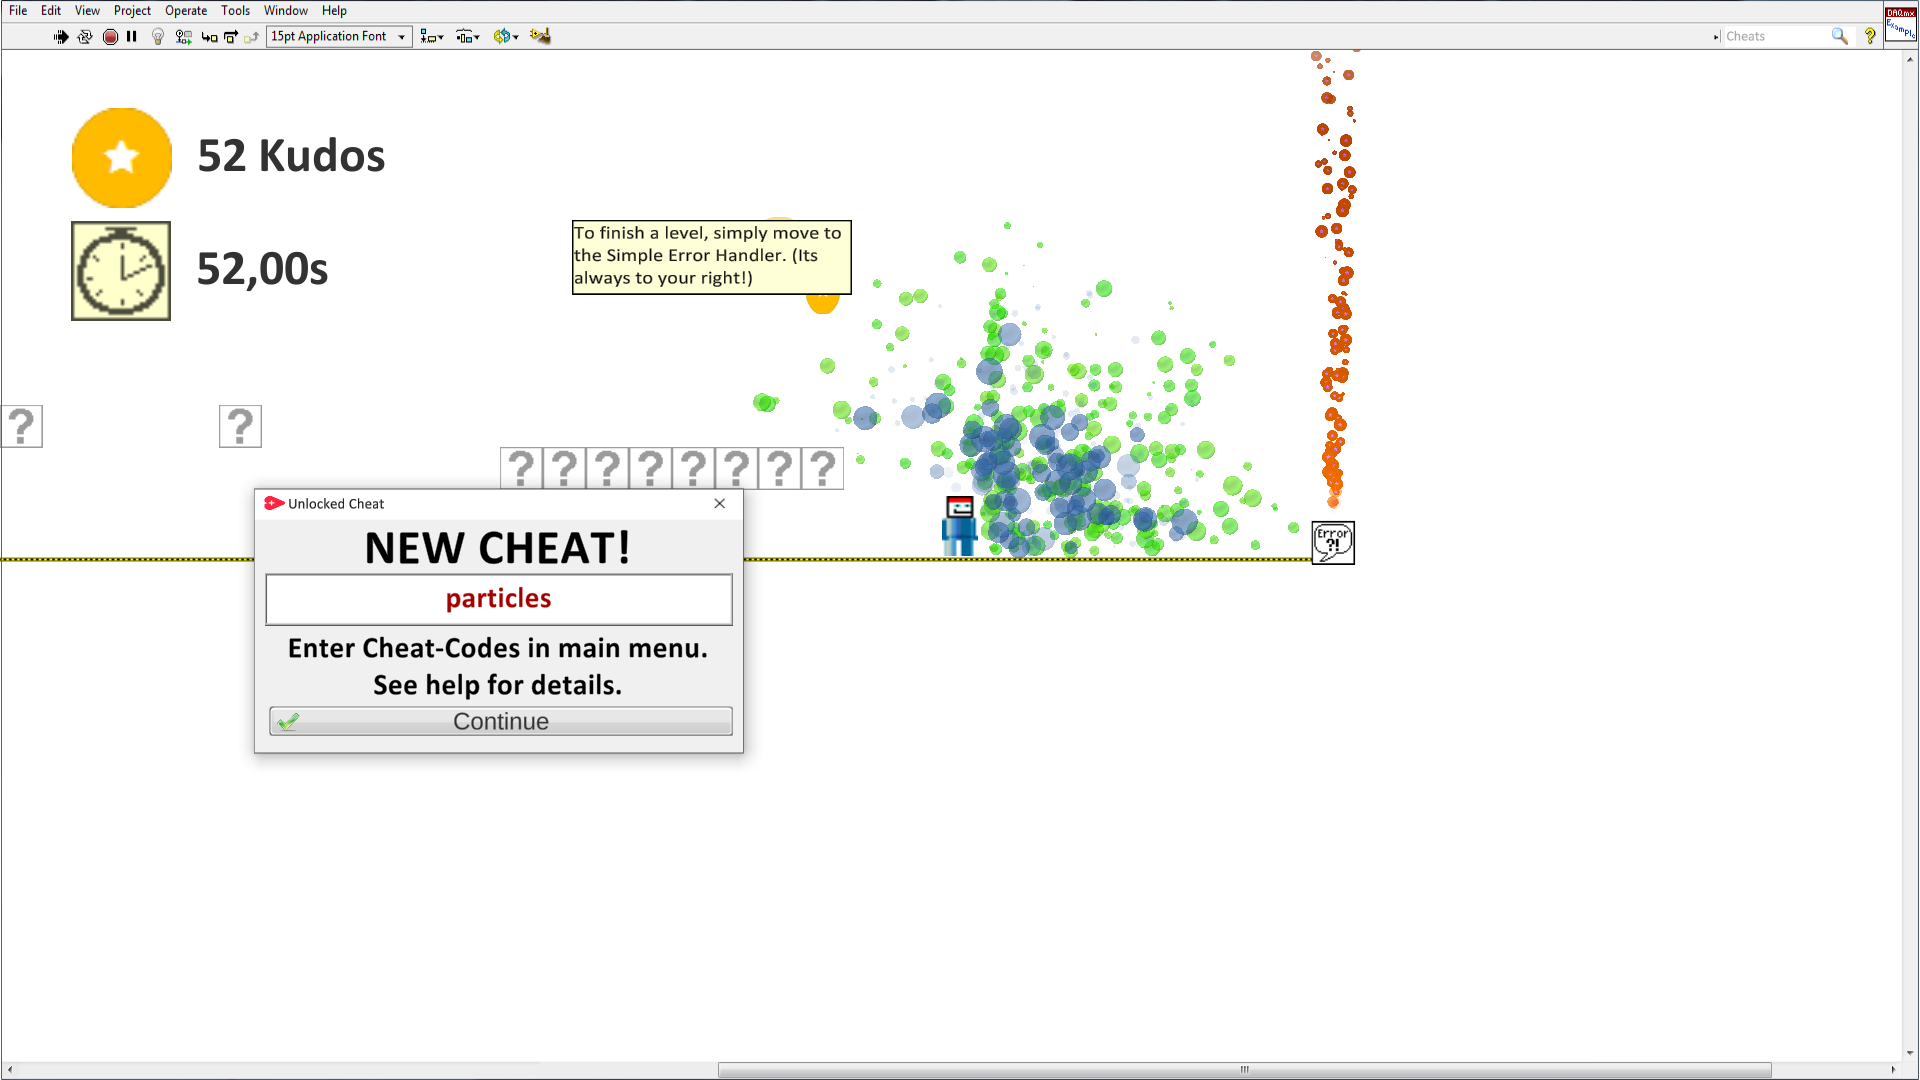 File Edit View Project Operate Tools Window Help
15pt Application Font
Cheats
?
DAQmx
Example
52 Kudos
52,00s
To finish a level, simply move to
the Simple Error Handler. (Its
always to your right!)
? ?
? ? ? ? ? ? ? ?
Unlocked Cheat
NEW CHEAT!
particles
Enter Cheat-Codes in main menu.
See help for details.
Continue
Error
?!